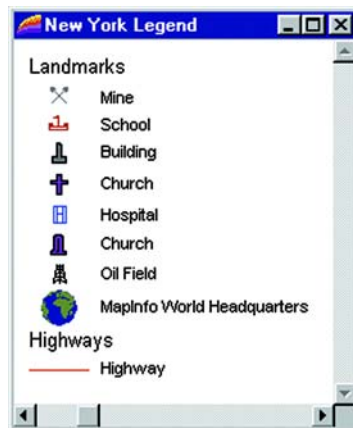 New York Legend
Landmarks
Mine
School
Building
Church
Hospital
Church
Oil Field
MapInfo World Headquarters
Highways
Highway